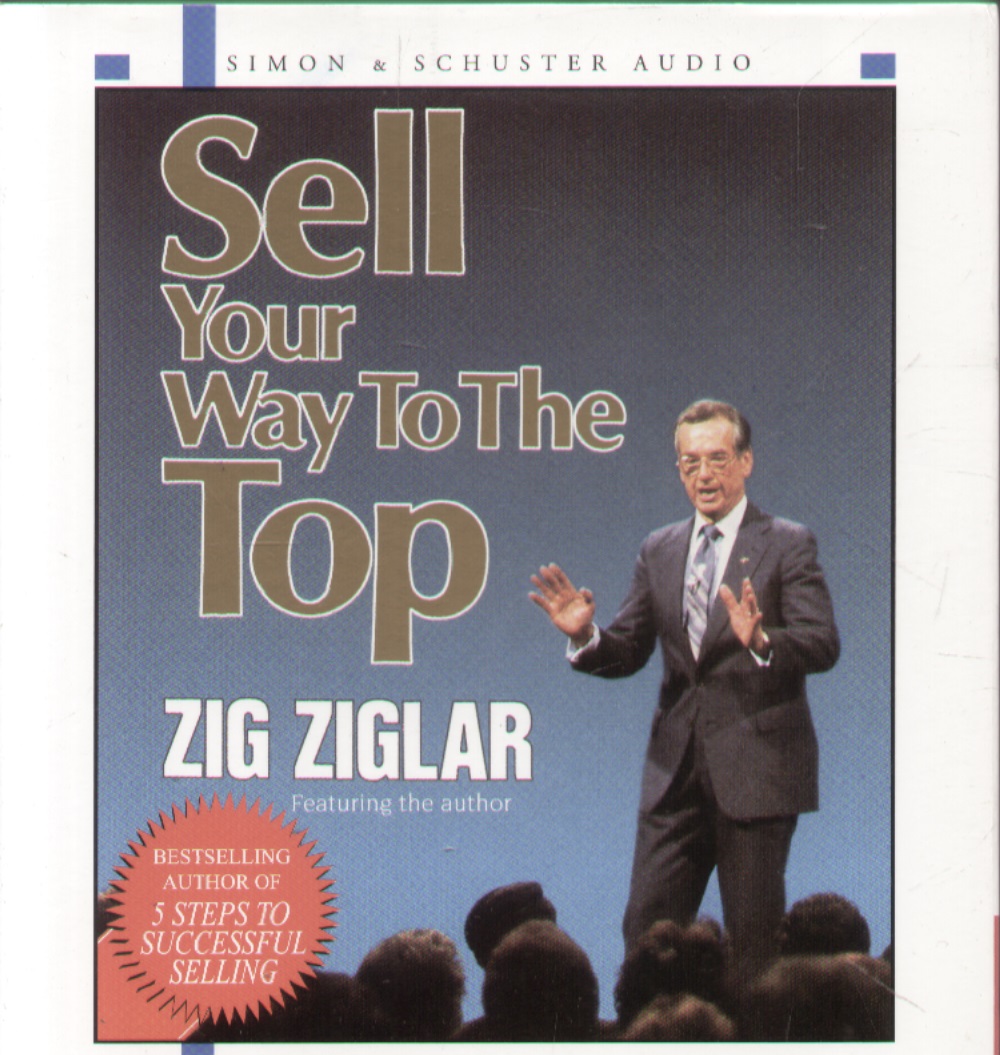 SIMON & SCHUSTER AUDIO
Sell
Your
Way To The
Top
ZIG ZIGLAR
Featuring the author
BESTSELLING
AUTHOR OF
5 STEPS TO
SUCCESSFUL
SELLING